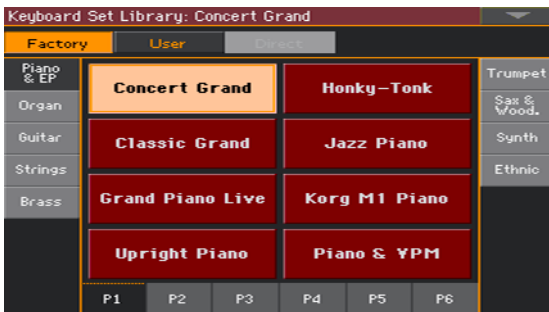 Keyboard Set Library: Concert Grand
Factory
User
Direct
Piano
& EP
Organ
Guitar
Strings
Brass
Concert Grand
Honky-Tonk
Classic Grand
Jazz Piano
Grand Piano Live
Korg M1 Piano
Upright Piano
Piano & VPM
Trumpet
Sax &
Wood.
Synth
Ethnic
P1
P2
P3
P4
P5
P6